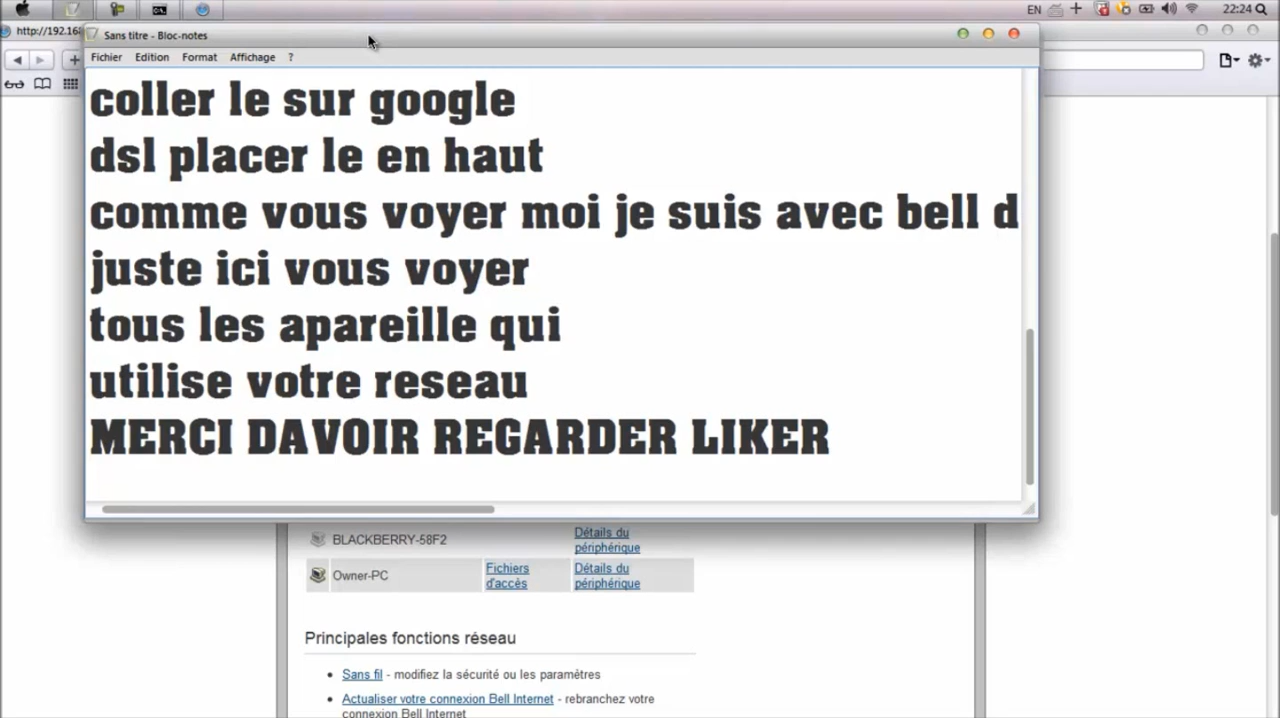 EN
22:24
http://192.168
Sans titre - Bloc-notes
Fichier Edition Format Affichage ?
coller le sur google
dsl placer le en haut
comme vous voyer moi je suis avec bell d
juste ici vous voyer
tous les apareille qui
utilise votre reseau
MERCI DAVOIR REGARDER LIKER
BLACKBERRY-58F2 Détails du
périphérique
Owner-PC Fichiers Détails du
d'accès périphérique
Principales fonctions réseau
Sans fil - modifiez la sécurité ou les paramètres
Actualiser votre connexion Bell Internet - rebranchez votre
connexion Bell Internet